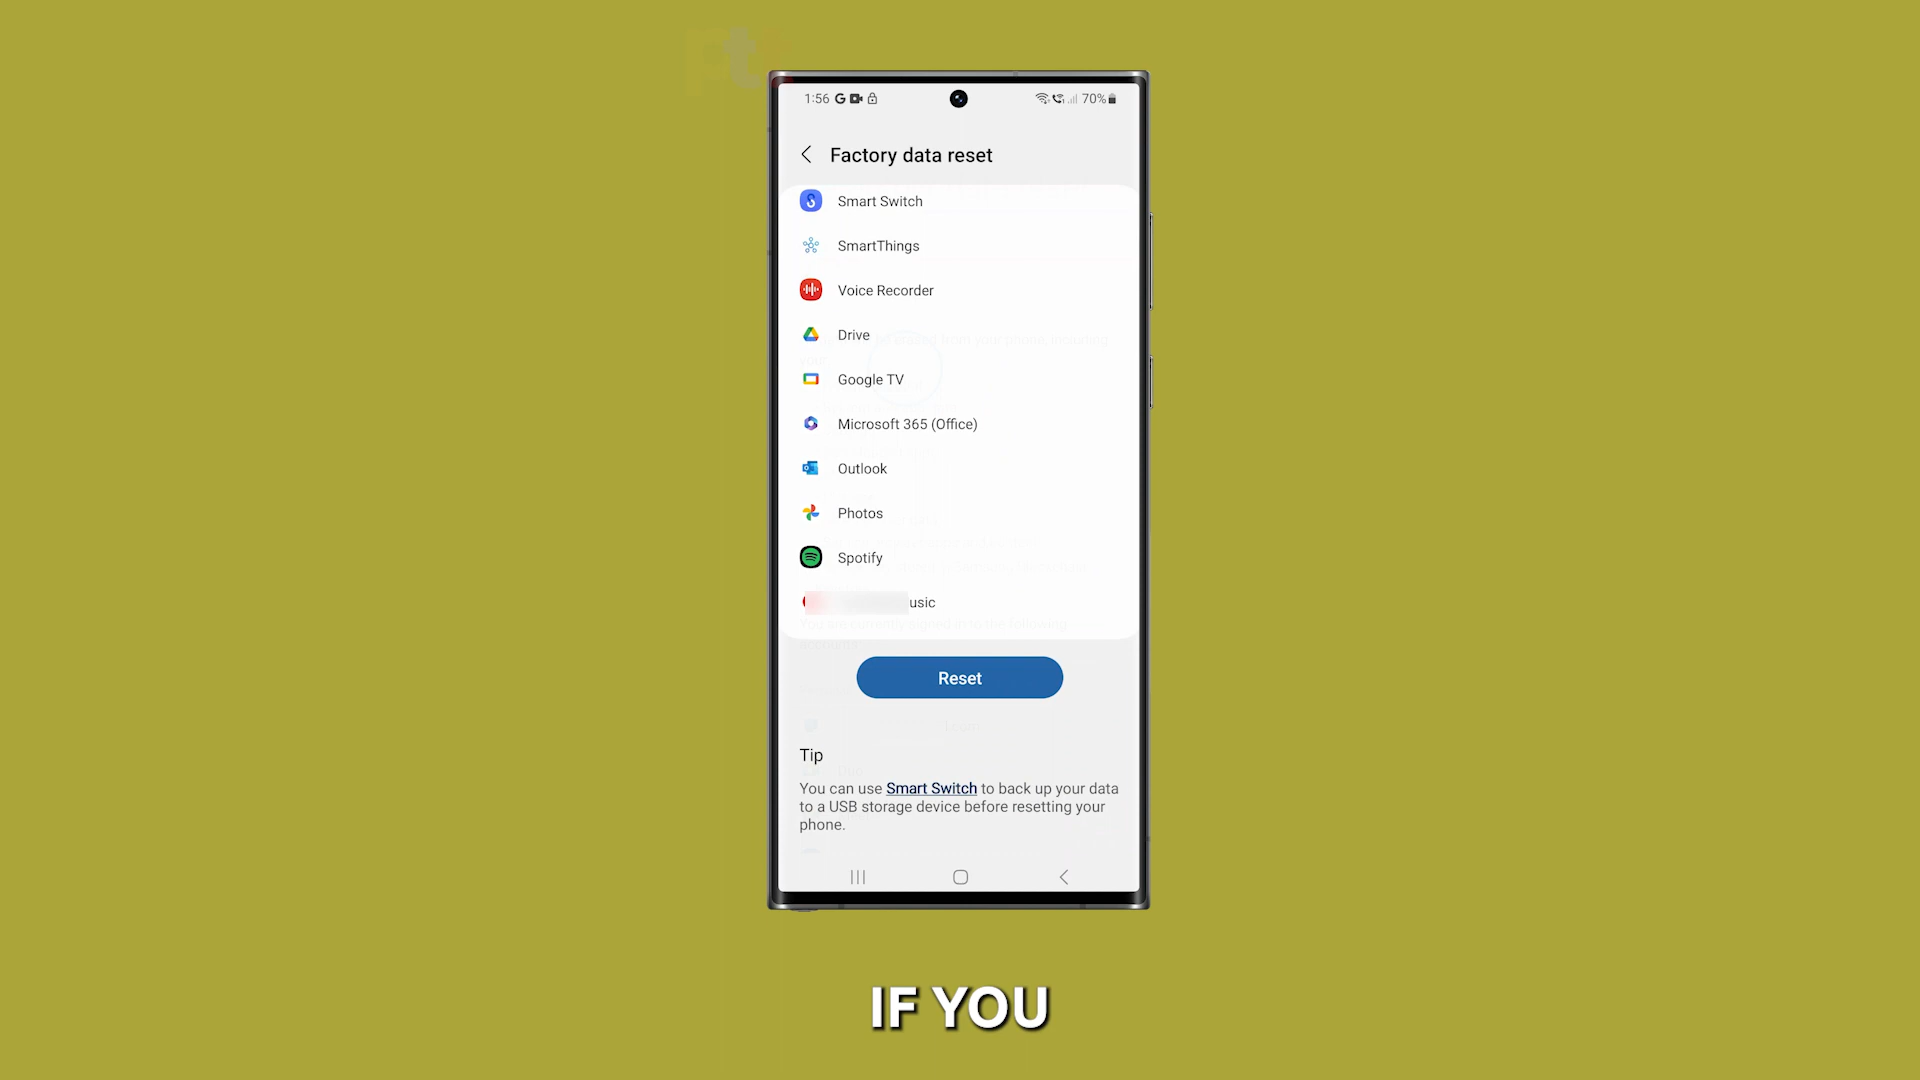 1:56
70%
Factory data reset
Smart Switch
SmartThings
Voice Recorder
Drive
Google TV
Microsoft 365 (Office)
Outlook
Photos
Spotify
usic
Reset
Tip
You can use Smart Switch to back up your data
to a USB storage device before resetting your
phone.
IF YOU